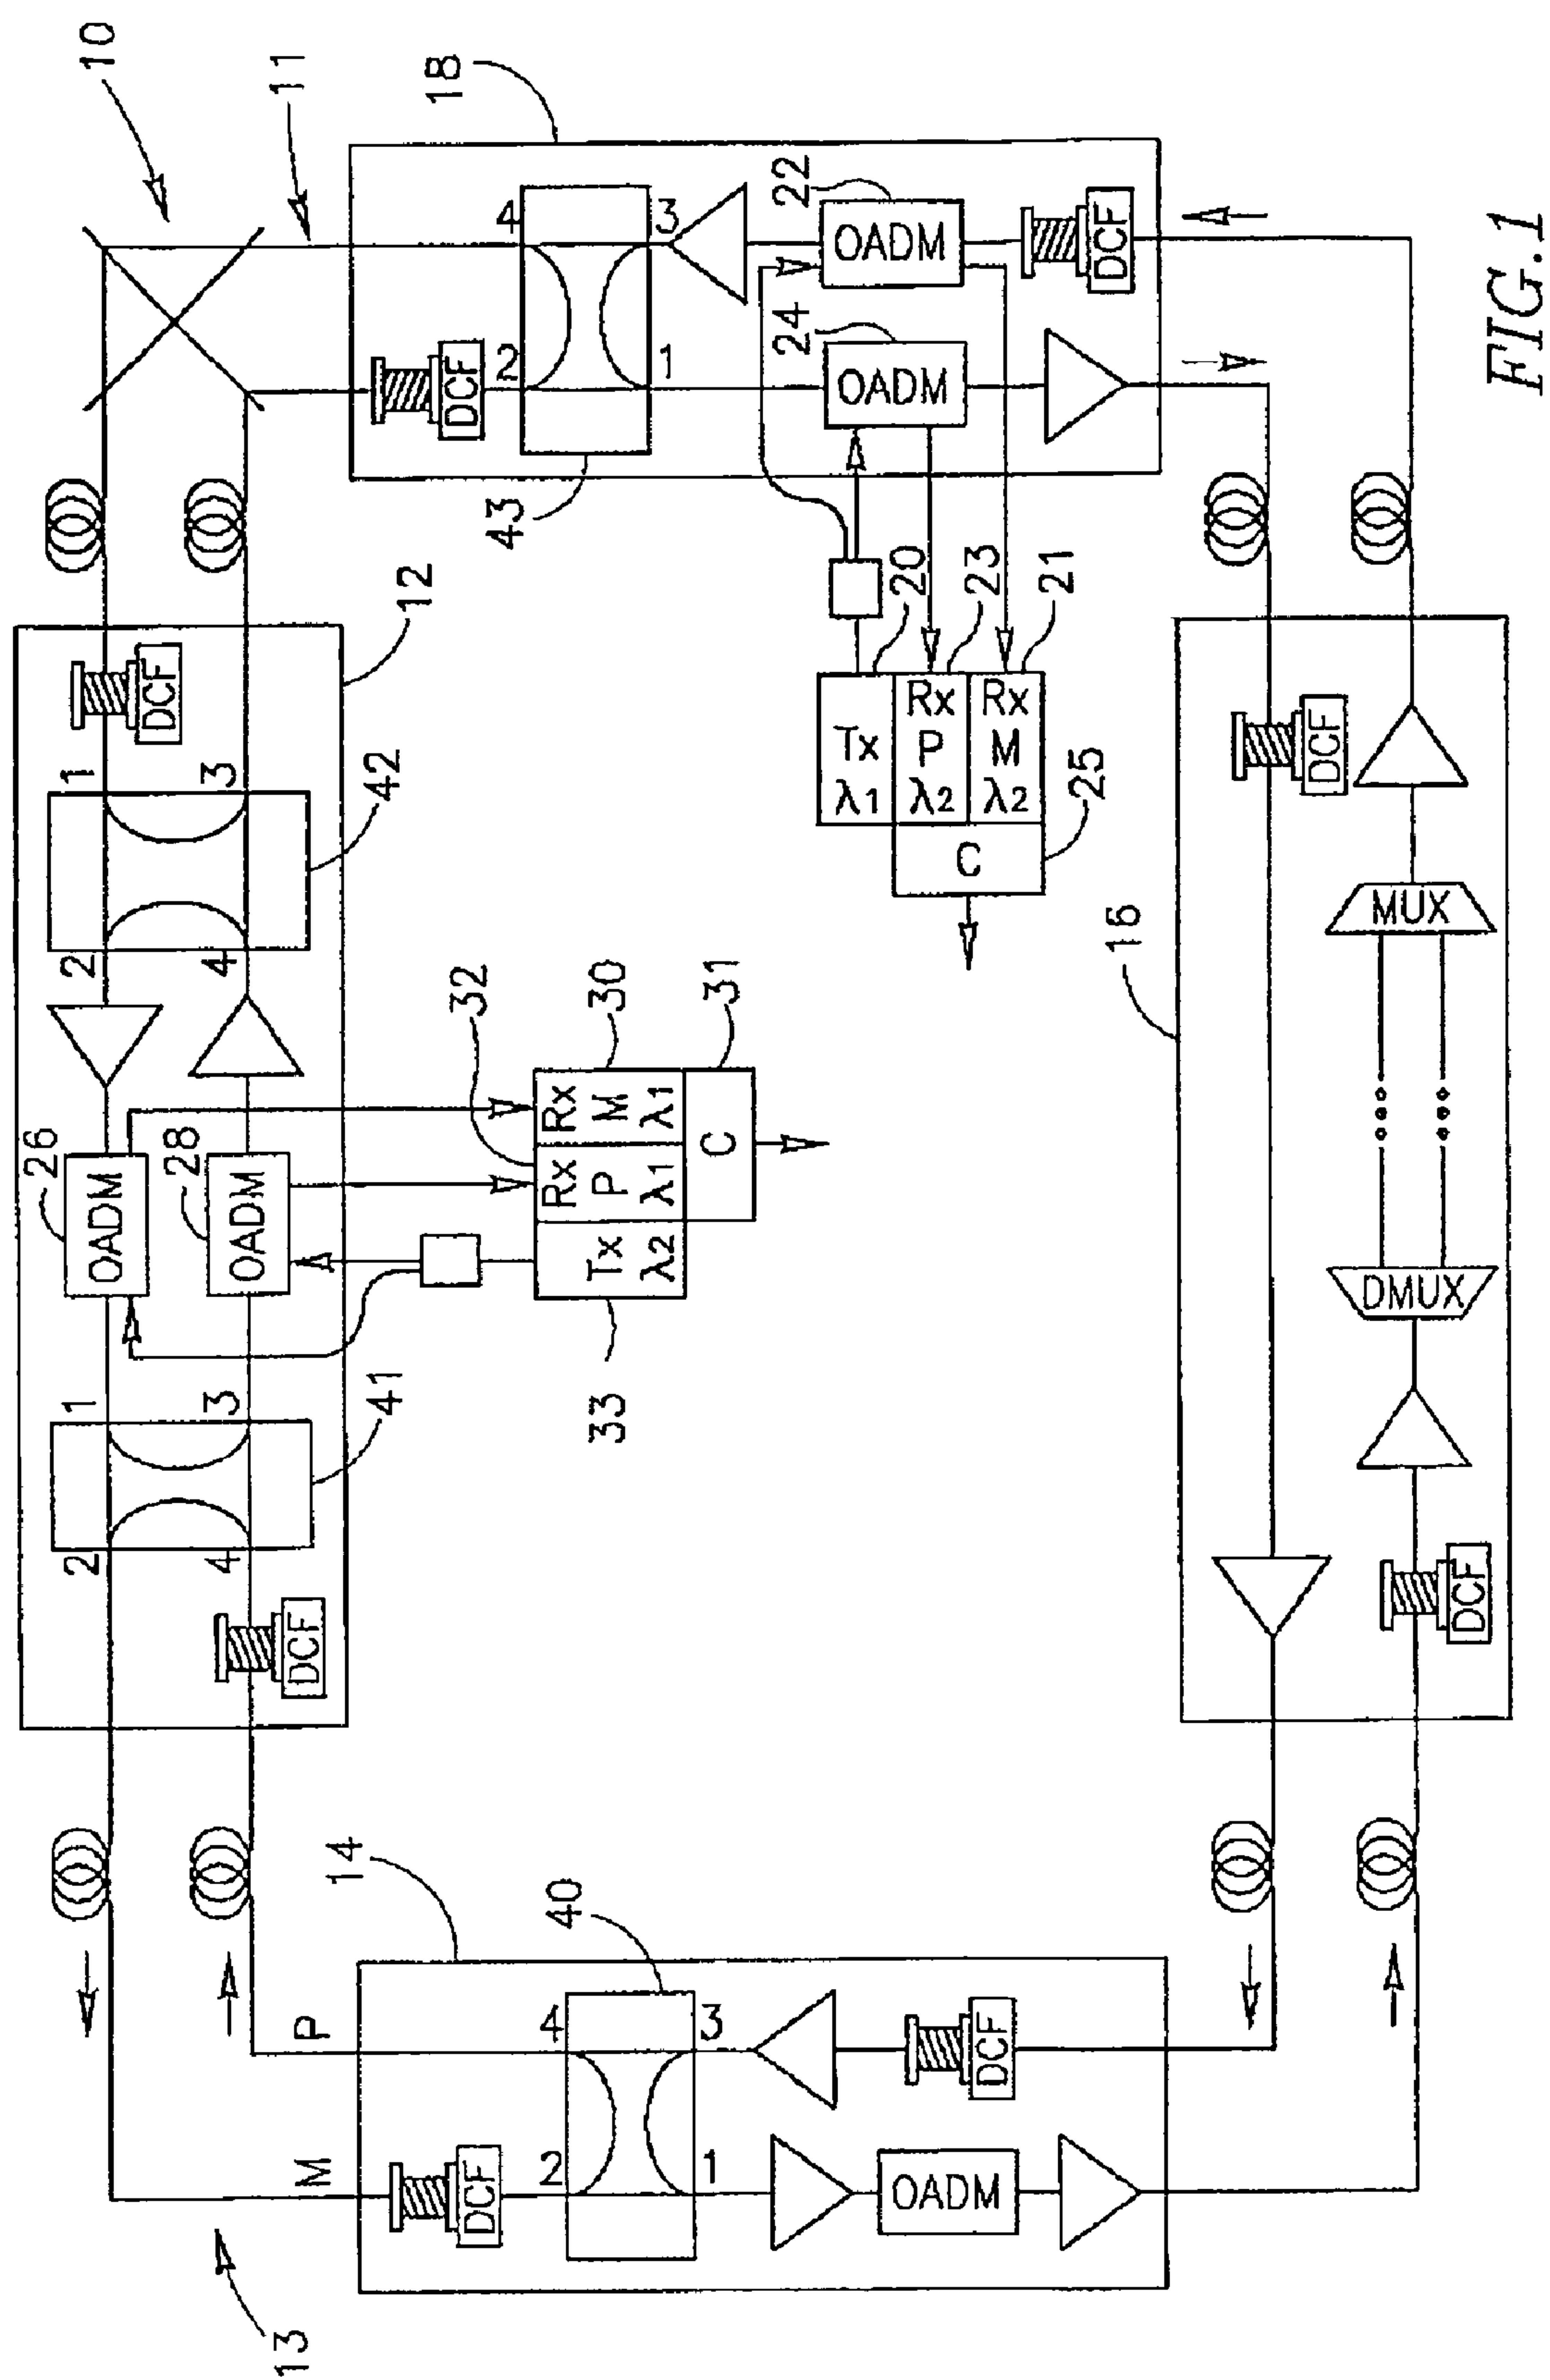 10
11
18
12
DCF
1
3
42
2
4
26
OADM
28
OADM
1
3
41
2
4
DCF
32
30
31
Rx
M
λ1
Rx
P
λ1
Tx
λ2
C
33
4
2
DCF
43
3
1
22
OADM
24
OADM
DCF
20
23
21
Tx
λ1
Rx
P
λ2
Rx
M
λ2
C
25
16
DCF
MUX
DMUX
DCF
14
P
M
40
4
2
DCF
3
1
DCF
OADM
13
FIG.1